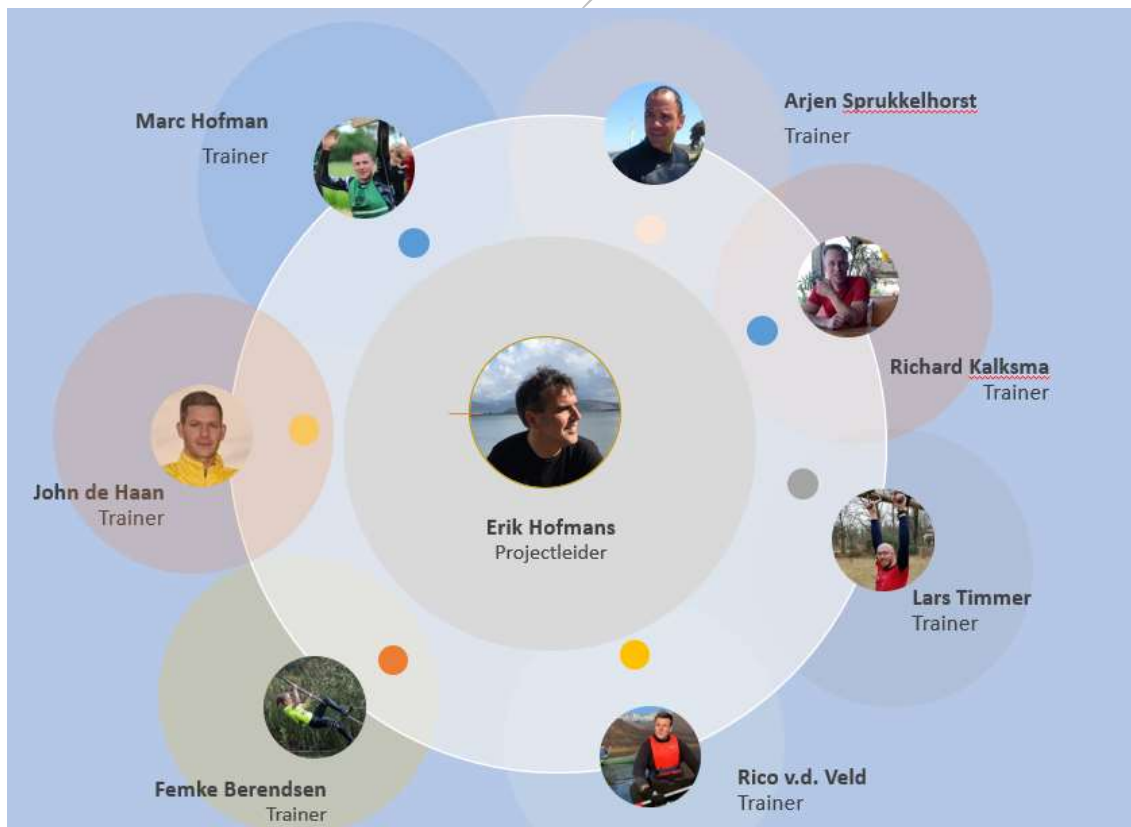 Marc Hofman
Trainer
Arjen Sprukkelhorst
Trainer
Richard Kalksma
Trainer
John de Haan
Trainer
Erik Hofmans
Projectleider
Lars Timmer
Trainer
Femke Berendsen
Trainer
Rico v.d. Veld
Trainer